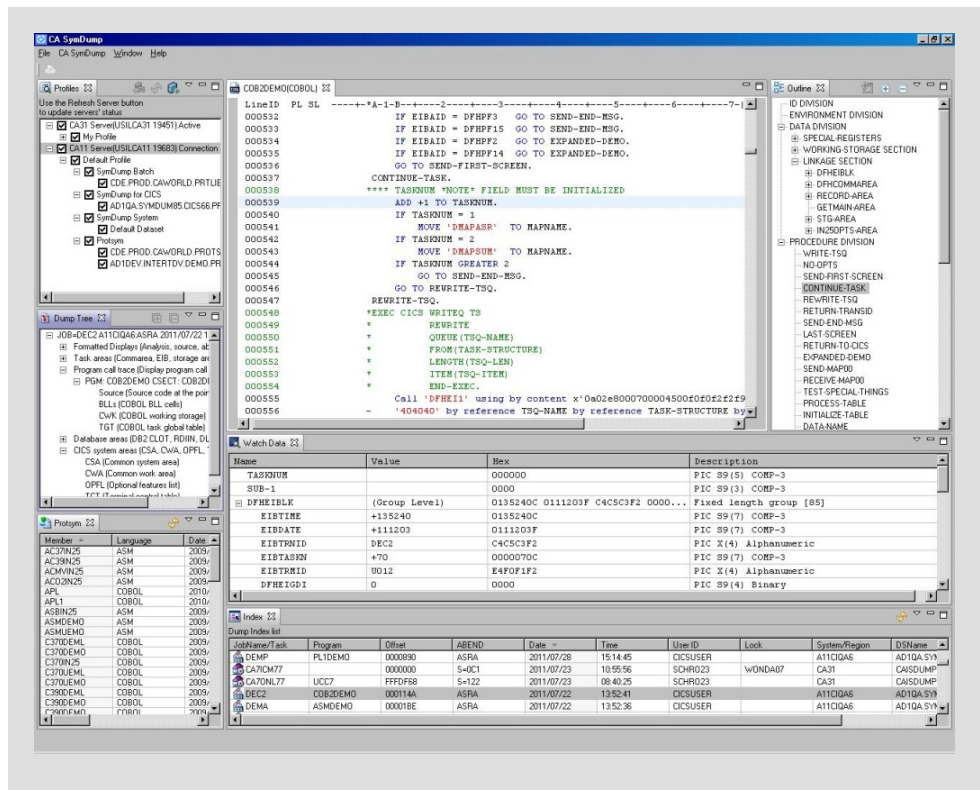 CA SymDump
File CA SymDump Window Help
Profiles
Use the Refresh Server button
to update servers' status
CA31 Server(USILCA31 19451) Active
My Profile
CA11 Server(USILCA11 19683) Connection
Default Profile
SymDump Batch
CDE.PROD.CAWORLD.PRTLIE
SymDump for CICS
AD1QA.SYMDUM85.CICS66.PF
SymDump System
Default Dataset
Protsym
CDE.PROD.CAWORLD.PROTS
AD1DEV.INTERTDV.DEMO.PR
Dump Tree
JOB=DEC2 A11CIQA6:ASRA 2011/07/22 1
Formatted Displays (Analysis, source, ab
Task areas (Commarea, EIB, storage are
Program call trace (Display program call
PGM: COB2DEMO CSECT: COB2DI
Source (Source code at the poin
BLLs (COBOL BLL cells)
CWK (COBOL working storage)
TGT (COBOL task global table)
Database areas (DB2 CLOT, RDIIN, DL
CICS system areas (CSA, CWA, OPFL,
CSA (Common system area)
CWA (Common work area)
OPFL (Optional features list)
TCT (Terminal control table)
Protsym
Member Language Date
AC37IN25 ASM 2009/
AC39IN25 ASM 2009/
ACMVIN25 ASM 2009/
ACO2IN25 ASM 2009/
APL COBOL 2010/
APL1 COBOL 2010/
ASBIN25 ASM 2009/
ASMDEMO ASM 2009/
ASMUEMO ASM 2009/
C370DEML COBOL 2009/
C370DEMO COBOL 2009/
C370IN25 COBOL 2009/
C370UEML COBOL 2009/
C370UEMO COBOL 2009/
C390DEML COBOL 2009/
C390DEMO COBOL 2009/
C390UEMO COBOL 2009/
COB2DEMO(COBOL)
LineID PL SL ----+-*A-1-B--+----2----+----3----+----4----+----5----+----6----+----7-|
000532 IF EIBAID = DFHPF3 GO TO SEND-END-MSG.
000533 IF EIBAID = DFHPF15 GO TO SEND-END-MSG.
000534 IF EIBAID = DFHPF2 GO TO EXPANDED-DEMO.
000535 IF EIBAID = DFHPF14 GO TO EXPANDED-DEMO.
000536 GO TO SEND-FIRST-SCREEN.
000537 CONTINUE-TASK.
000538 **** TASKNUM *NOTE* FIELD MUST BE INITIALIZED
000539 ADD +1 TO TASKNUM.
000540 IF TASKNUM = 1
000541 MOVE 'DMAPASR' TO MAPNAME.
000542 IF TASKNUM = 2
000543 MOVE 'DMAPSUM' TO MAPNAME.
000544 IF TASKNUM GREATER 2
000545 GO TO SEND-END-MSG.
000546 GO TO REWRITE-TSQ.
000547 REWRITE-TSQ.
000548 *EXEC CICS WRITEQ TS
000549 * REWRITE
000550 * QUEUE(TSQ-NAME)
000551 * FROM(TASK-STRUCTURE)
000552 * LENGTH(TSQ-LEN)
000553 * ITEM(TSQ-ITEM)
000554 * END-EXEC.
000555 Call 'DFHEI1' using by content x'0a02e8000700004500f0f0f2f2f9
000556 - '404040' by reference TSQ-NAME by reference TASK-STRUCTURE by
Outline
ID DIVISION
ENVIRONMENT DIVISION
DATA DIVISION
SPECIAL-REGISTERS
WORKING-STORAGE SECTION
LINKAGE SECTION
DFHEIBLK
DFHCOMMAREA
RECORD-AREA
GETMAIN-AREA
STG-AREA
IN25OPTS-AREA
PROCEDURE DIVISION
WRITE-TSQ
NO-OPTS
SEND-FIRST-SCREEN
CONTINUE-TASK
REWRITE-TSQ
RETURN-TRANSID
SEND-END-MSG
LAST-SCREEN
RETURN-TO-CICS
EXPANDED-DEMO
SEND-MAP00
RECEIVE-MAP00
TEST-SPECIAL-THINGS
PROCESS-TABLE
INITIALIZE-TABLE
DATA-NAME
Watch Data
Name Value Hex Description
TASKNUM 000000 PIC S9(5) COMP-3
SUB-1 0000 PIC S9(3) COMP-3
DFHEIBLK (Group Level) 0135240C 0111203F C4C5C3F2 0000... Fixed length group [85]
EIBTIME +135240 0135240C PIC S9(7) COMP-3
EIBDATE +111203 0111203F PIC S9(7) COMP-3
EIBTRNID DEC2 C4C5C3F2 PIC X(4) Alphanumeric
EIBTASKN +70 0000070C PIC S9(7) COMP-3
EIBTRMID U012 E4F0F1F2 PIC X(4) Alphanumeric
DFHEIGDI 0 0000 PIC S9(4) Binary
Index
Dump Index list
JobName/Task Program Offset ABEND Date Time User ID Lock System/Region DSName
DEMP PL1DEMO 0000890 ASRA 2011/07/28 15:14:45 CICSUSER A11CIQA6 AD1QA.SYN
CA7ICM77 0000000 S=0C1 2011/07/23 10:55:56 SCHRO23 WONDA07 CA31 CAISDUMP
CA70NL77 UCC7 FFFDF68 S=122 2011/07/23 08:40:25 SCHRO23 CA31 CAISDUMP
DEC2 COB2DEMO 000114A ASRA 2011/07/22 13:52:41 CICSUSER A11CIQA6 AD1QA.SYN
DEMA ASMDEMO 00001BE ASRA 2011/07/22 13:52:36 CICSUSER A11CIQA6 AD1QA.SYN